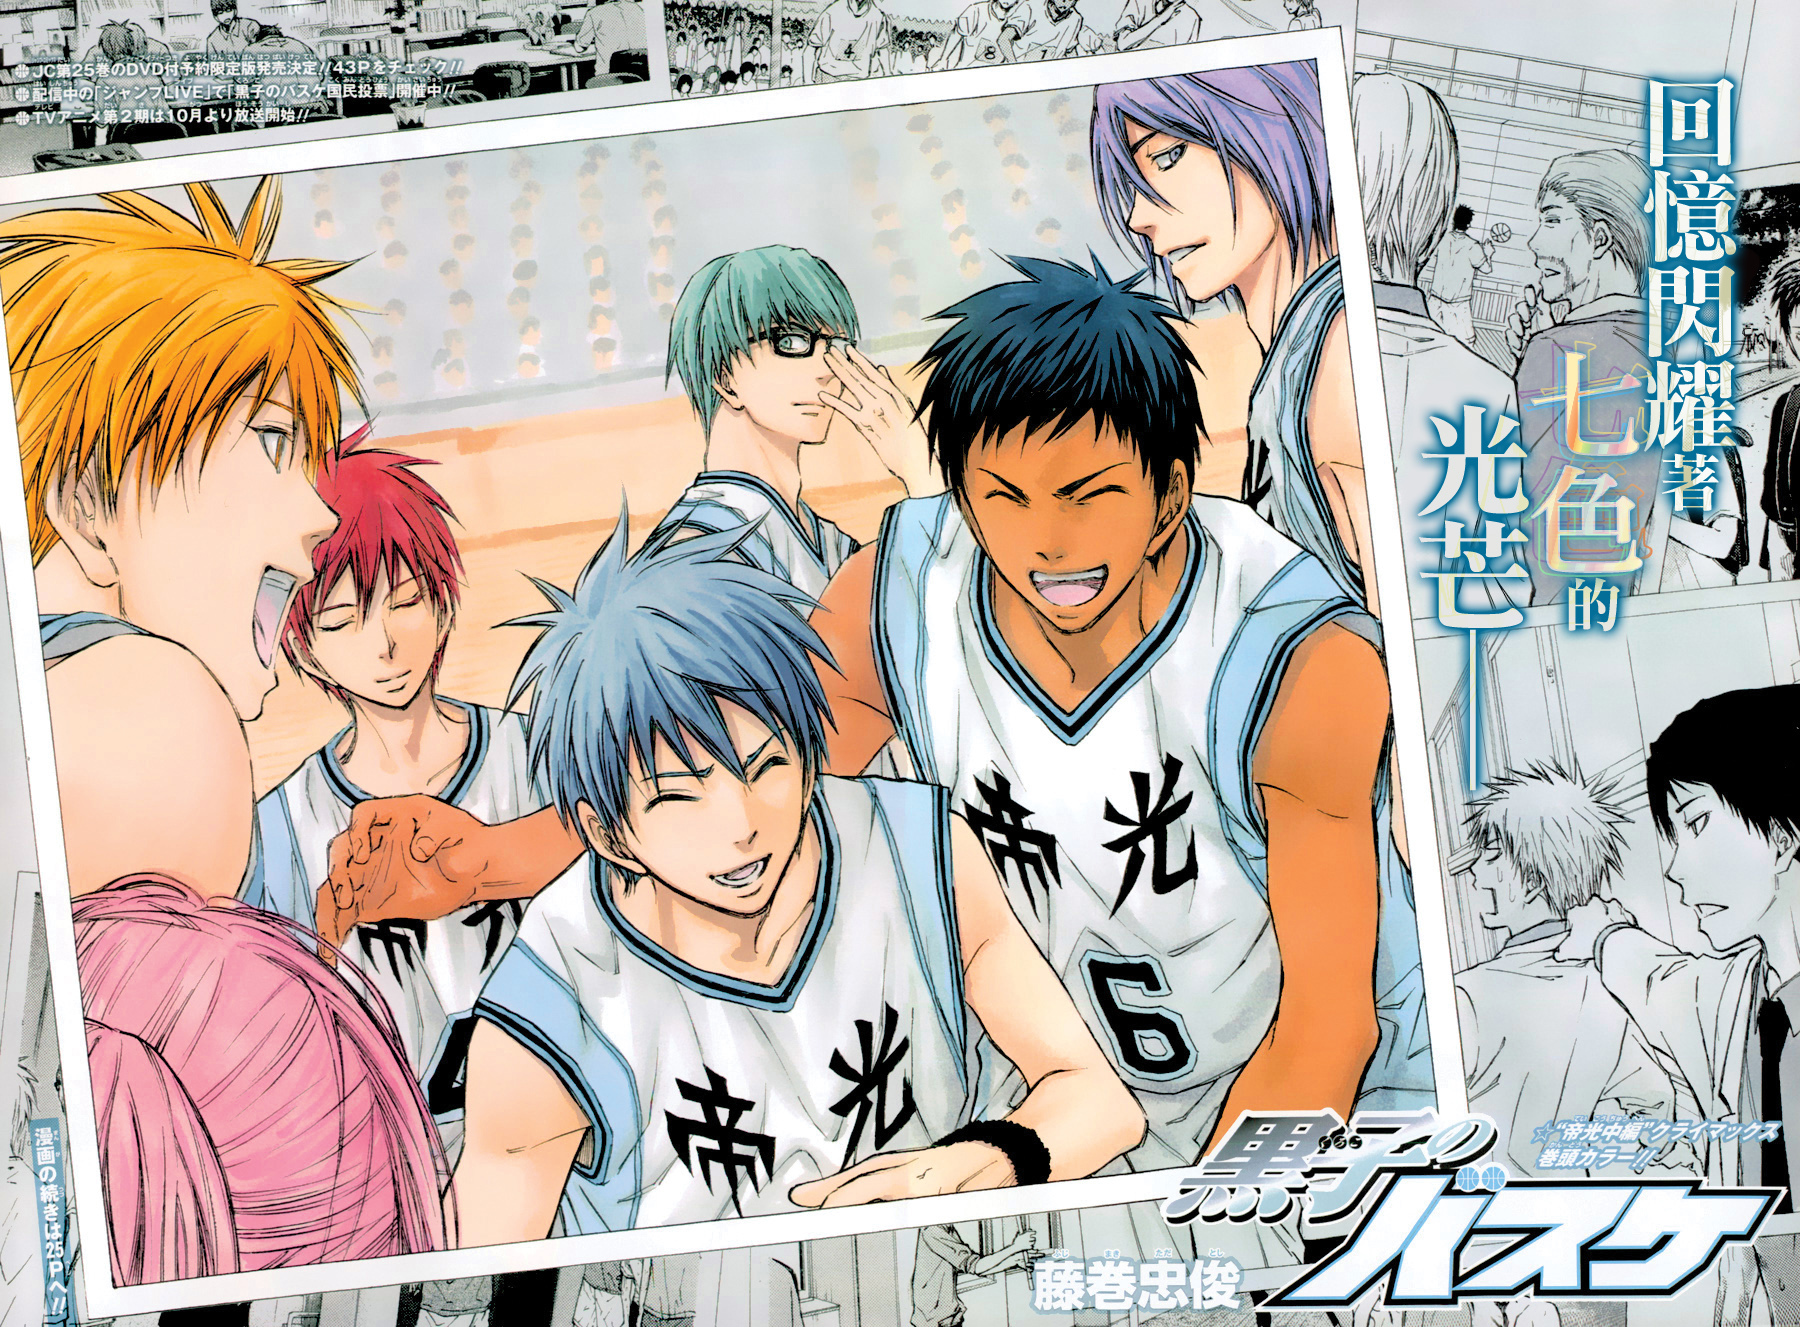 JC第25巻のDVD付予約限定版発売決定!!43Pをチェック!!
配信中の「ジャンプLIVE」で「黒子のバスケ国民投票」開催中!!
TVアニメ第2期は10月より放送開始!!
回憶閃耀著
七色的
光芒——
帝光
6
帝光
☆"帝光中編"クライマックス
巻頭カラー!!
黒子のバスケ
藤巻忠俊
漫画の続きは25Pへ!!